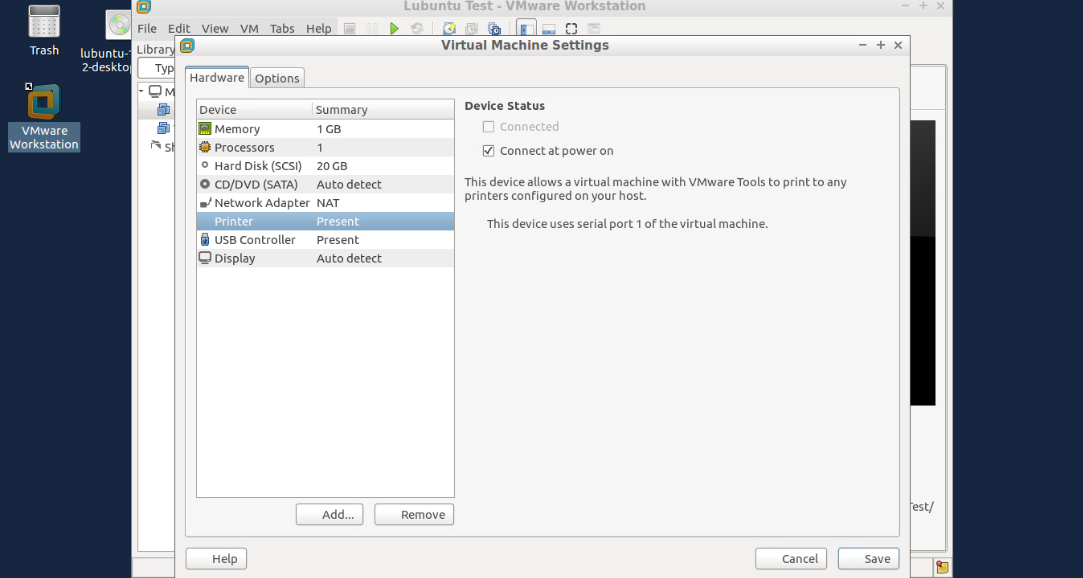 Lubuntu Test - VMware Workstation
File Edit View VM Tabs Help
Trash
lubuntu-
2-deskto
VMware
Workstation
Library
Typ
M
Sh
Virtual Machine Settings
Hardware Options
Device Summary
Memory 1 GB
Processors 1
Hard Disk (SCSI) 20 GB
CD/DVD (SATA) Auto detect
Network Adapter NAT
Printer Present
USB Controller Present
Display Auto detect
Add... Remove
Device Status
Connected
Connect at power on
This device allows a virtual machine with VMware Tools to print to any
printers configured on your host.
This device uses serial port 1 of the virtual machine.
Test/
Help Cancel Save